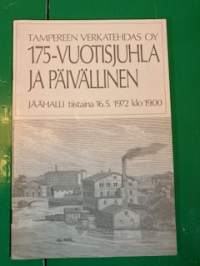 TAMPEREEN VERKATEHDAS OY
175-VUOTISJUHLA
JA PÄIVÄLLINEN
JÄÄHALLI tiistaina 16.5. 1972 klo 19.00